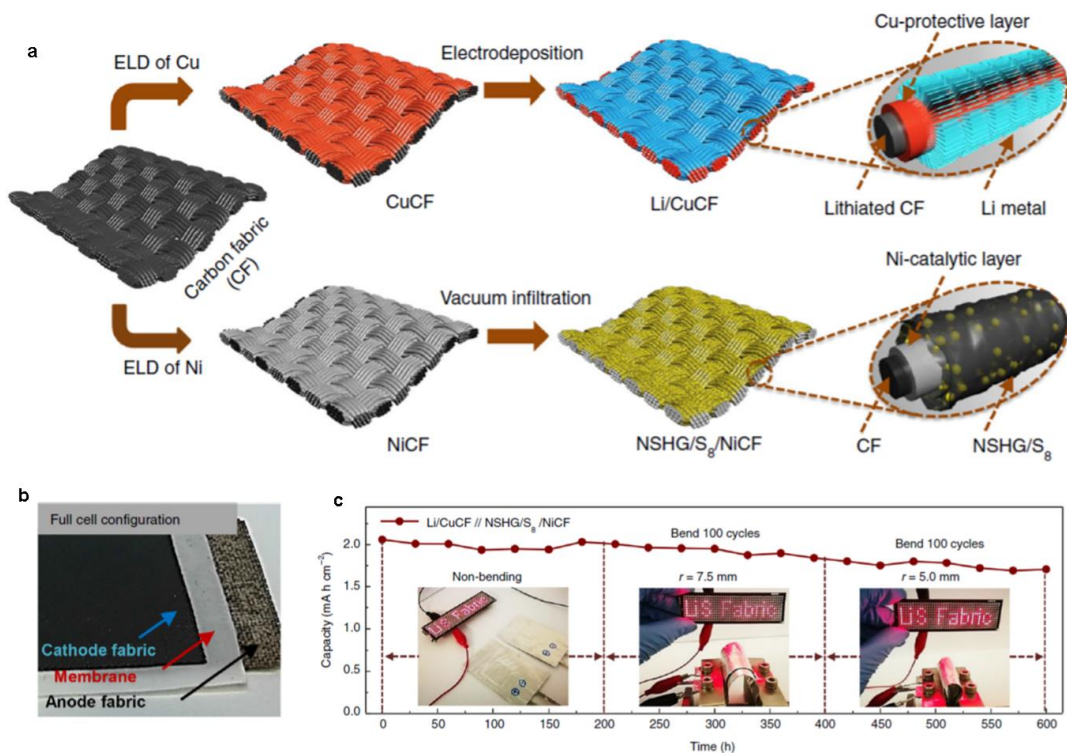 a
ELD of Cu
Electrodeposition
Cu-protective layer
CuCF
Li/CuCF
Lithiated CF
Li metal
Carbon fabric
(CF)
ELD of Ni
Vacuum infiltration
Ni-catalytic layer
NiCF
NSHG/S₈/NiCF
CF
NSHG/S₈
b
Full cell configuration
Cathode fabric
Membrane
Anode fabric
c
Li/CuCF // NSHG/S₈ /NiCF
Bend 100 cycles
Bend 100 cycles
Non-bending
r = 7.5 mm
r = 5.0 mm
LiS Fabric
LiS Fabric
LiS Fabric
Capacity (mA h cm⁻²)
2.0
1.5
1.0
0.5
0.0
0 50 100 150 200 250 300 350 400 450 500 550 600
Time (h)